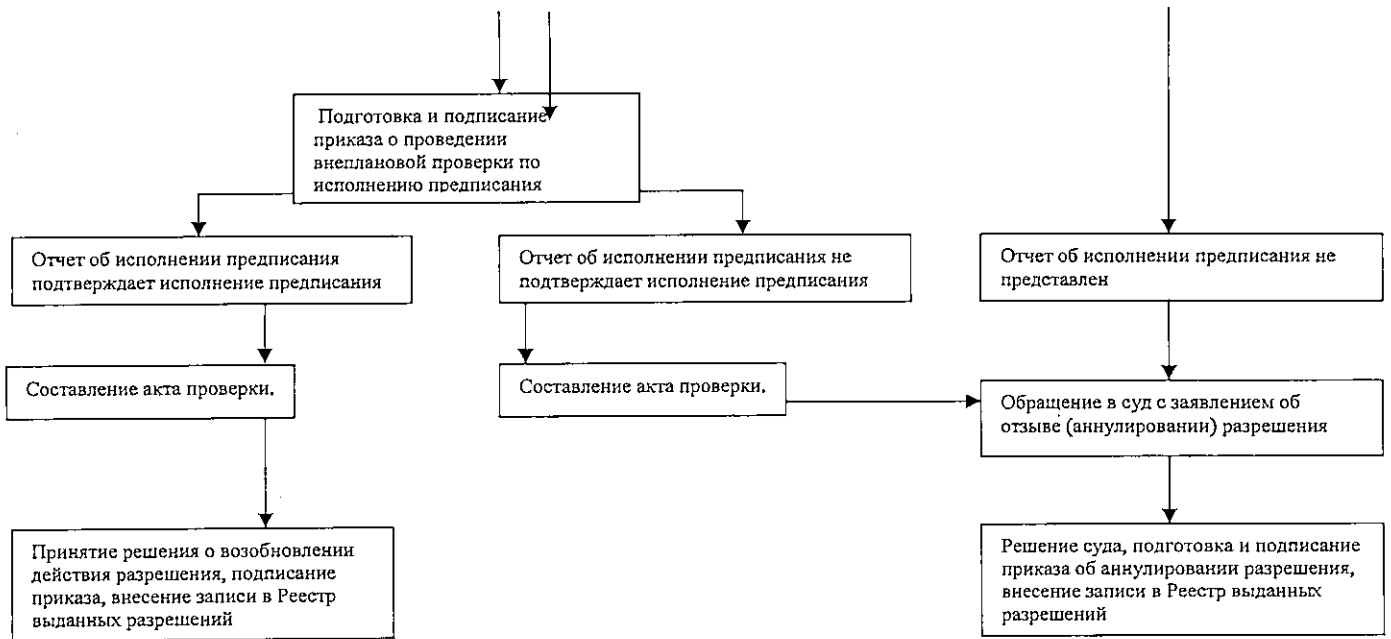 Подготовка и подписание
приказа о проведении
внеплановой проверки по
исполнению предписания
Отчет об исполнении предписания
подтверждает исполнение предписания
Отчет об исполнении предписания не
подтверждает исполнение предписания
Отчет об исполнении предписания не
представлен
Составление акта проверки.
Составление акта проверки.
Обращение в суд с заявлением об
отзыве (аннулировании) разрешения
Принятие решения о возобновлении
действия разрешения, подписание
приказа, внесение записи в Реестр
выданных разрешений
Решение суда, подготовка и подписание
приказа об аннулировании разрешения,
внесение записи в Реестр выданных
разрешений